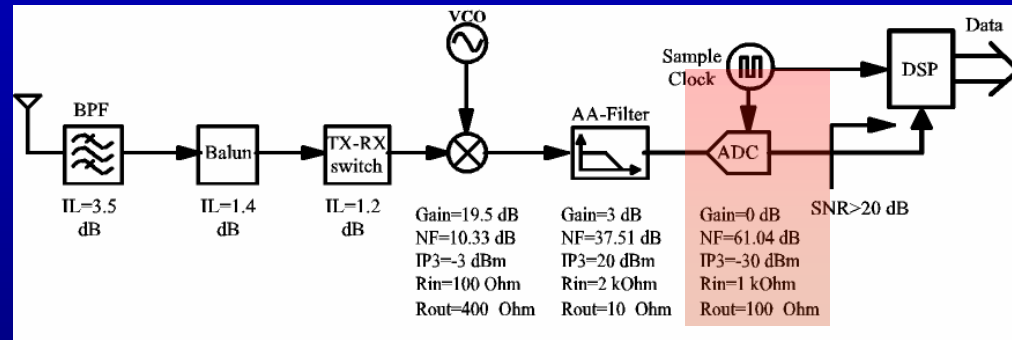 VCO
Data
Sample
Clock
DSP
BPF
AA-Filter
Balun
TX-RX
switch
ADC
IL=3.5
dB
IL=1.4
dB
IL=1.2
dB
SNR>20 dB
Gain=19.5 dB
NF=10.33 dB
IP3=-3 dBm
Rin=100 Ohm
Rout=400 Ohm
Gain=3 dB
NF=37.51 dB
IP3=20 dBm
Rin=2 kOhm
Rout=10 Ohm
Gain=0 dB
NF=61.04 dB
IP3=-30 dBm
Rin=1 kOhm
Rout=100 Ohm